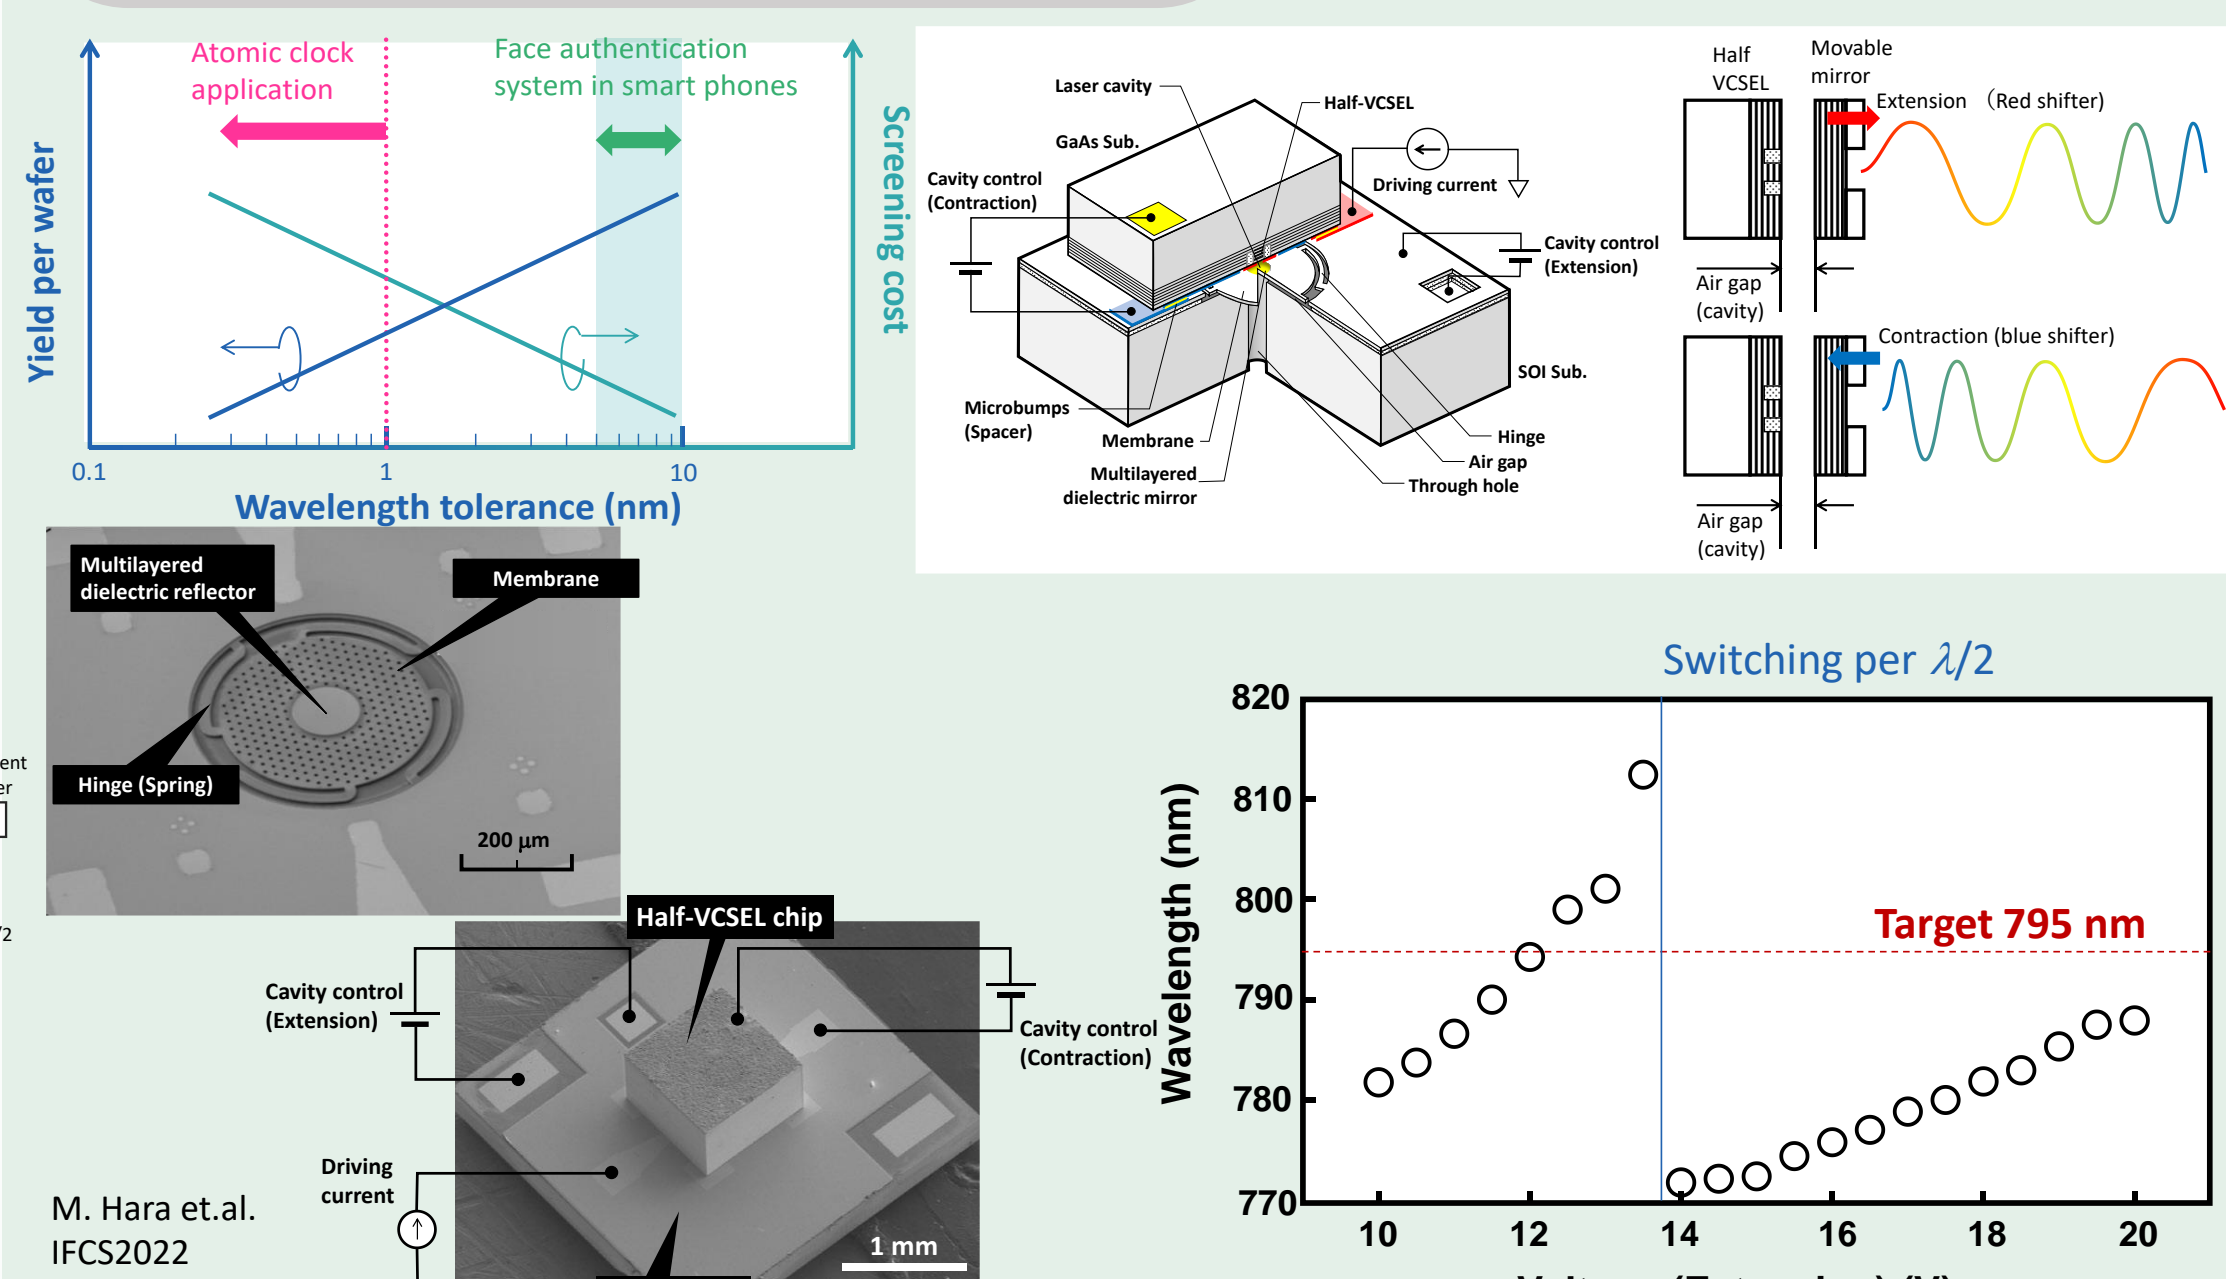 Atomic clock
application
Face authentication
system in smart phones
Yield per wafer
Screening cost
0.1
1
10
Wavelength tolerance (nm)
Laser cavity
Half-VCSEL
GaAs Sub.
Cavity control
(Contraction)
Driving current
Cavity control
(Extension)
SOI Sub.
Microbumps
(Spacer)
Membrane
Multilayered
dielectric mirror
Hinge
Air gap
Through hole
Half
VCSEL
Movable
mirror
Extension （Red shifter)
Air gap
(cavity)
Contraction (blue shifter)
Air gap
(cavity)
Multilayered
dielectric reflector
Membrane
Hinge (Spring)
200 μm
Half-VCSEL chip
Cavity control
(Extension)
Cavity control
(Contraction)
Driving
current
1 mm
M. Hara et.al.
IFCS2022
Switching per λ/2
820
810
800
790
780
770
Wavelength (nm)
Target 795 nm
10
12
14
16
18
20